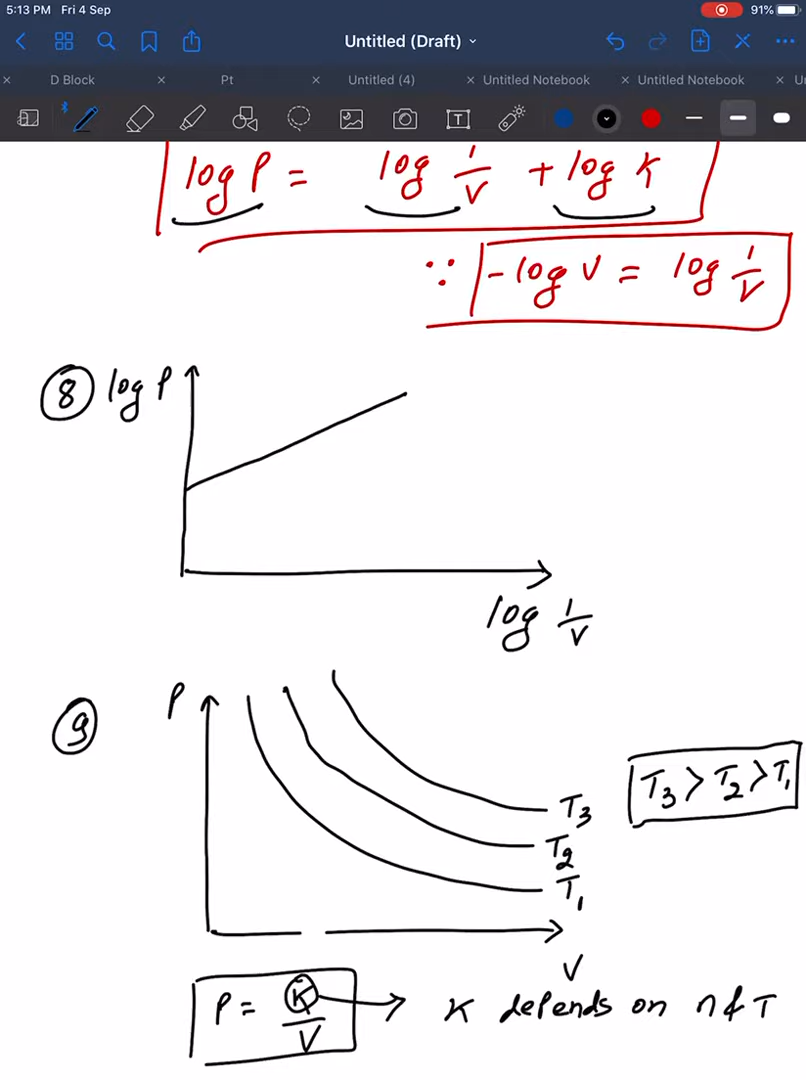 5:13 PM Fri 4 Sep 91%
Untitled (Draft)
D Block Pt Untitled (4) Untitled Notebook Untitled Notebook
log P = log 1/V + log K
∵ -log V = log 1/V
8 log P
log 1/V
9 P
T3 > T2 > T1
T3
T2
T1
V
P = K/V → K depends on n & T